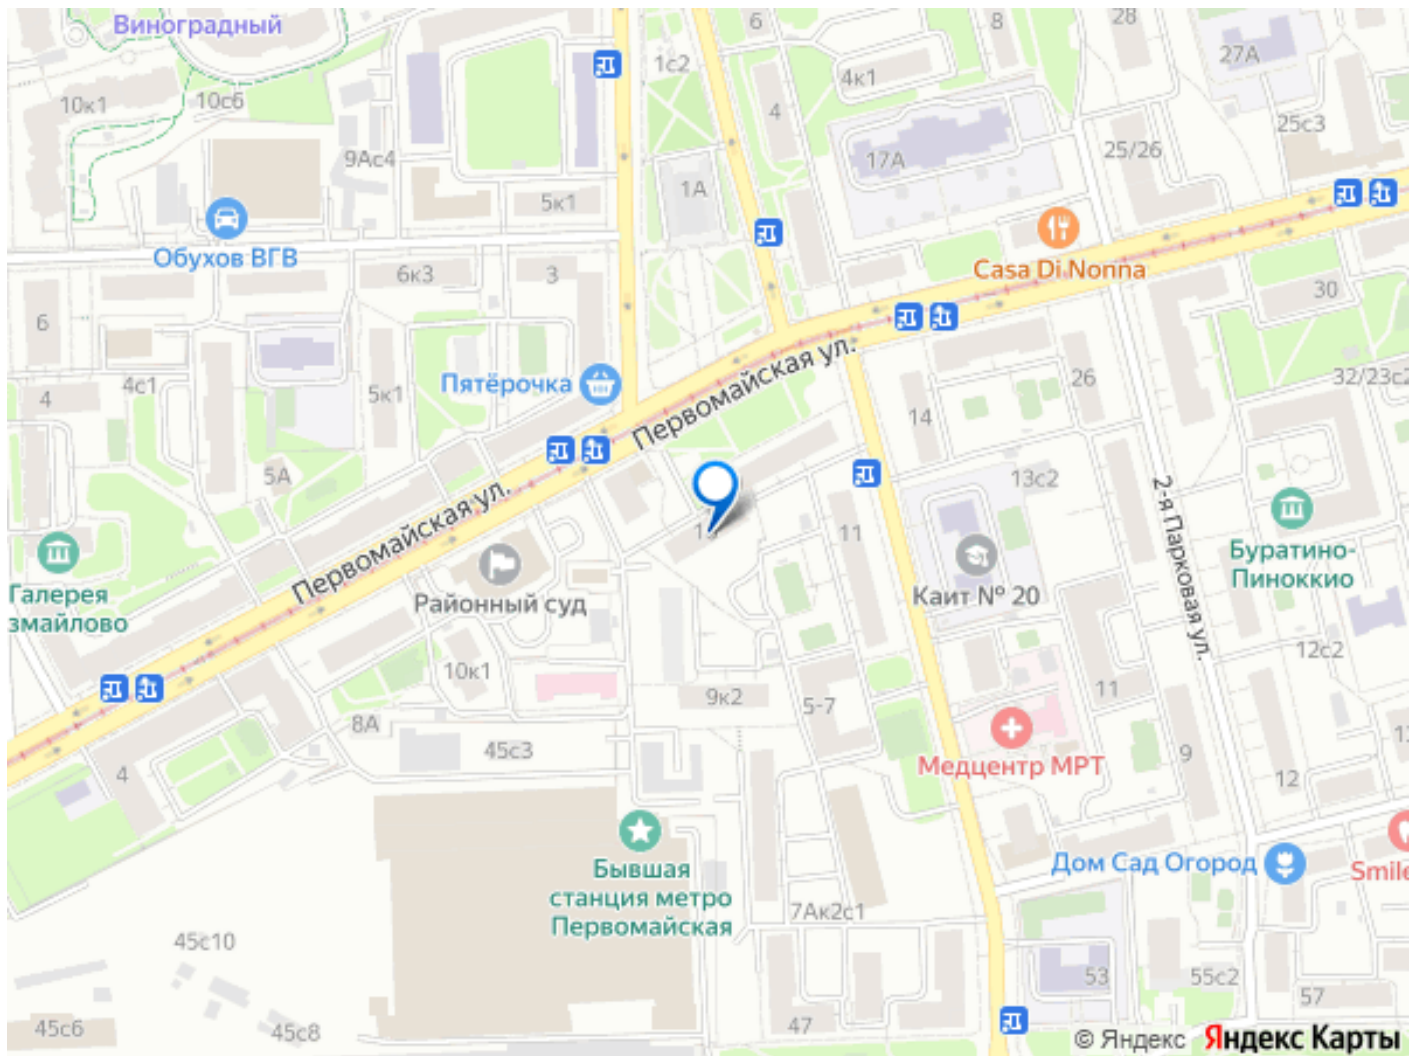 Виноградный
6
8
28
1с2
27А
10к1
10с6
4к1
4
25с3
9Ас4
17А
25/26
1А
5к1
Обухов ВГВ
6к3
3
Casa Di Nonna
30
6
4с1
Пятёрочка
5к1
Первомайская ул.
26
32/23с2
4
14
5А
13с2
Первомайская ул.
2-я Парковая ул.
11
Буратино-
Пиноккио
Галерея
змайлово
Районный суд
Каит № 20
12с2
10к1
9к2
5-7
11
8А
45с3
9
4
Медцентр МРТ
12
Бывшая
станция метро
Первомайская
Дом Сад Огород
Smile
7Ак2с1
45с10
53
55с2
57
45с6
45с8
47
© Яндекс Яндекс Карты